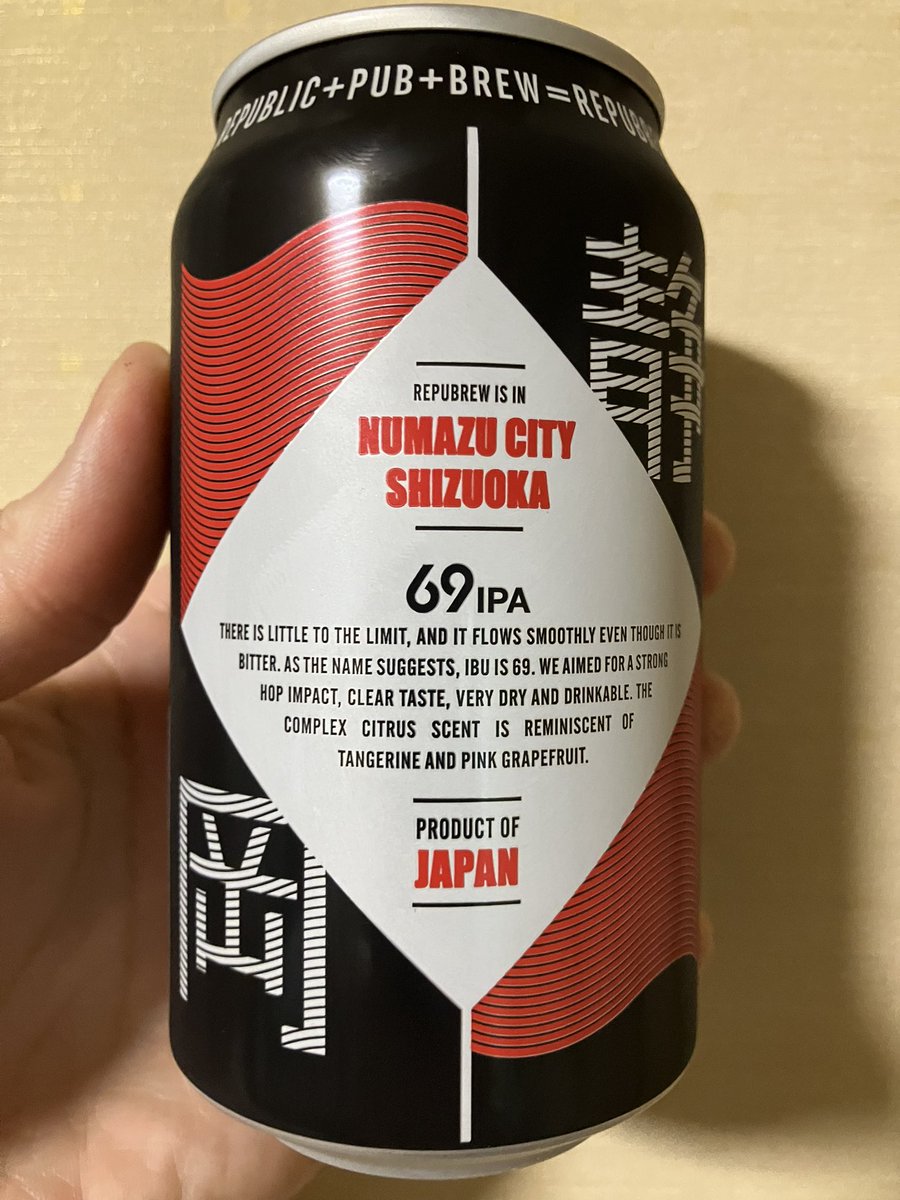 REPUBLIC+PUB+BREW=
REPUBREW IS IN
NUMAZU CITY
SHIZUOKA
69 IPA
THERE IS LITTLE TO THE LIMIT, AND IT FLOWS SMOOTHLY EVEN THOUGH IT IS
BITTER. AS THE NAME SUGGESTS, IBU IS 69. WE AIMED FOR A STRONG
HOP IMPACT, CLEAR TASTE, VERY DRY AND DRINKABLE. THE
COMPLEX CITRUS SCENT IS REMINISCENT OF
TANGERINE AND PINK GRAPEFRUIT.
PRODUCT OF
JAPAN
岡